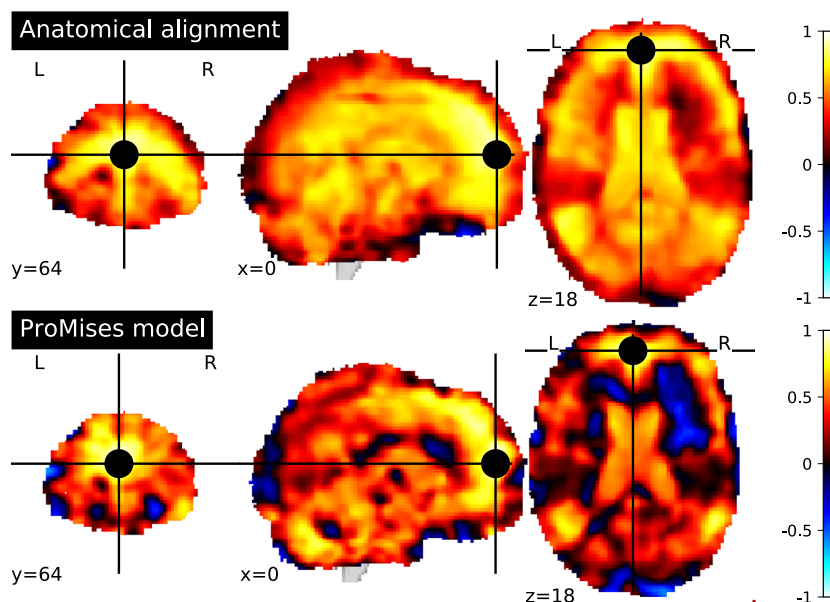 Anatomical alignment
L R
L R
y=64
x=0
z=18
1
0.5
0
-0.5
-1
ProMises model
L R
L R
y=64
x=0
z=18
1
0.5
0
-0.5
-1